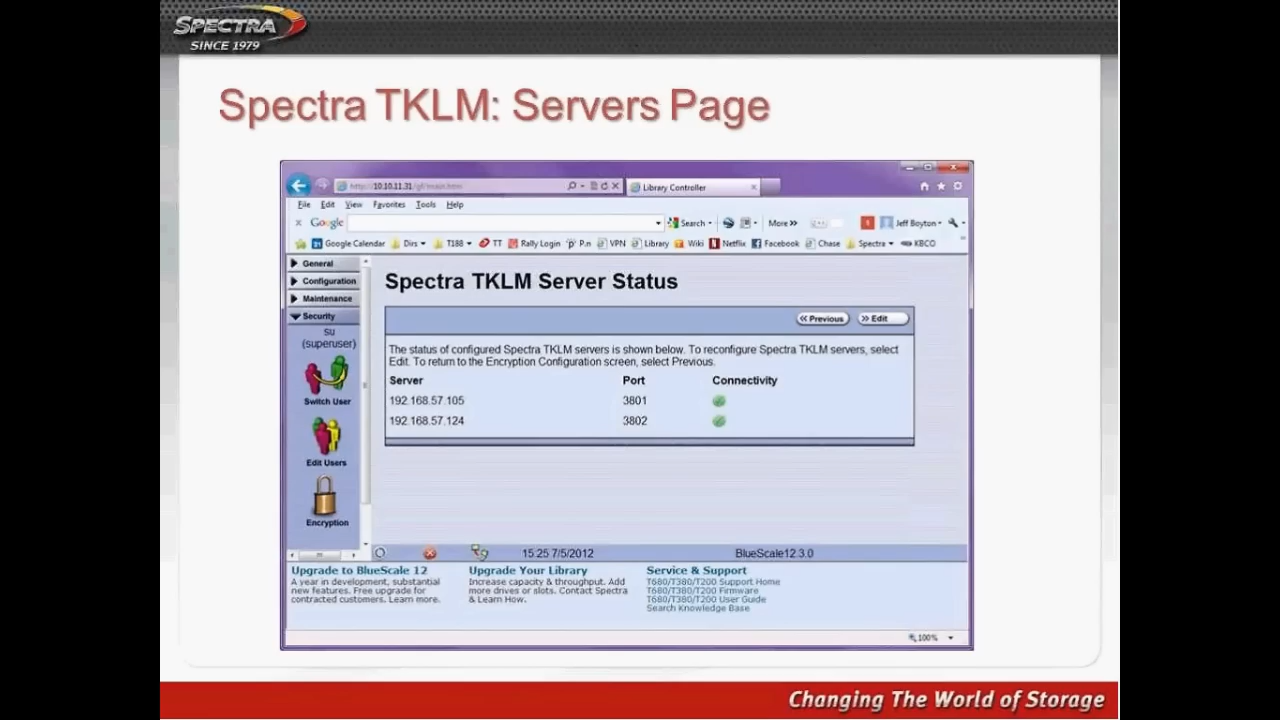 SPECTRA
SINCE 1979
Spectra TKLM: Servers Page
http://10.10.11.31/gf/main.htm
Library Controller
File Edit View Favorites Tools Help
Google
Search
More
Jeff Boyton
Google Calendar Dirs T188 TT Rally Login P.n VPN Library Wiki Netflix Facebook Chase Spectra KBCO
General
Configuration
Maintenance
Security
su
(superuser)
Switch User
Edit Users
Encryption
Spectra TKLM Server Status
Previous Edit
The status of configured Spectra TKLM servers is shown below. To reconfigure Spectra TKLM servers, select
Edit. To return to the Encryption Configuration screen, select Previous.
Server Port Connectivity
192.168.57.105 3801
192.168.57.124 3802
15:25 7/5/2012 BlueScale12.3.0
Upgrade to BlueScale 12
A year in development, substantial
new features. Free upgrade for
contracted customers. Learn more.
Upgrade Your Library
Increase capacity & throughput. Add
more drives or slots. Contact Spectra
& Learn How.
Service & Support
T680/T380/T200 Support Home
T680/T380/T200 Firmware
T680/T380/T200 User Guide
Search Knowledge Base
100%
Changing The World of Storage